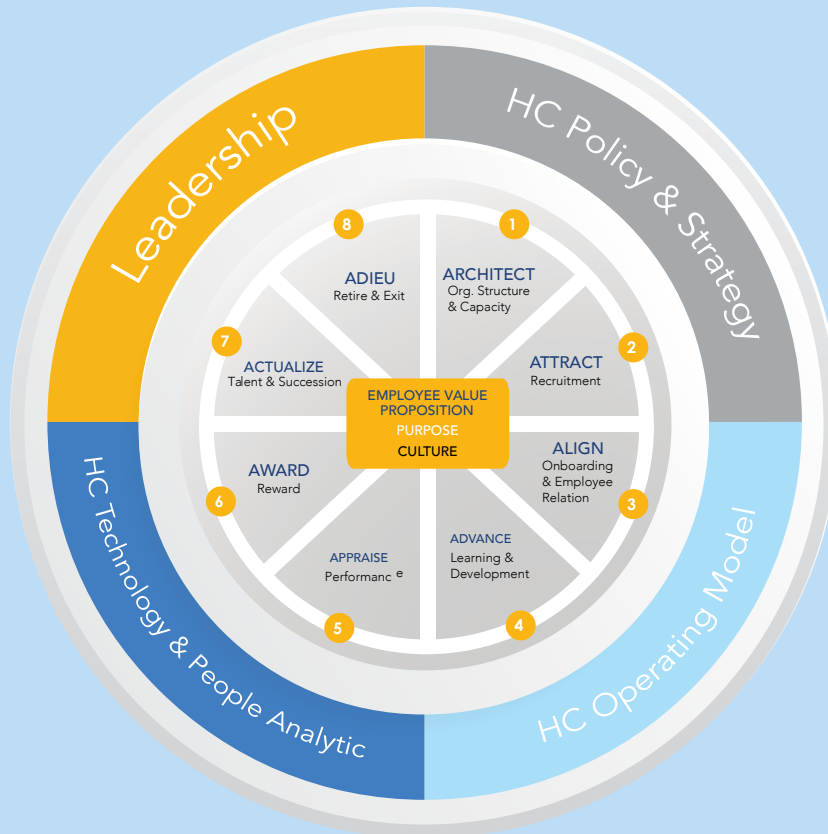 Leadership
HC Policy & Strategy
HC Operating Model
HC Technology & People Analytic
1
ARCHITECT
Org. Structure
& Capacity
2
ATTRACT
Recruitment
3
ALIGN
Onboarding
& Employee
Relation
4
ADVANCE
Learning &
Development
5
APPRAISE
Performanc e
6
AWARD
Reward
7
ACTUALIZE
Talent & Succession
8
ADIEU
Retire & Exit
EMPLOYEE VALUE
PROPOSITION
PURPOSE
CULTURE